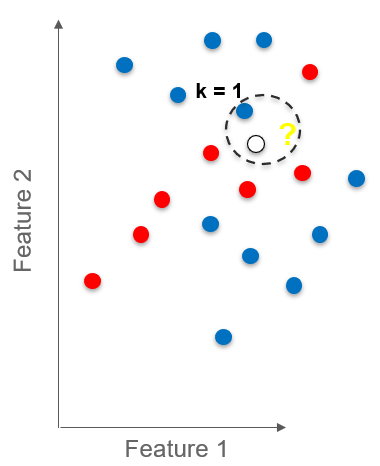 k = 1
?
Feature 2
Feature 1